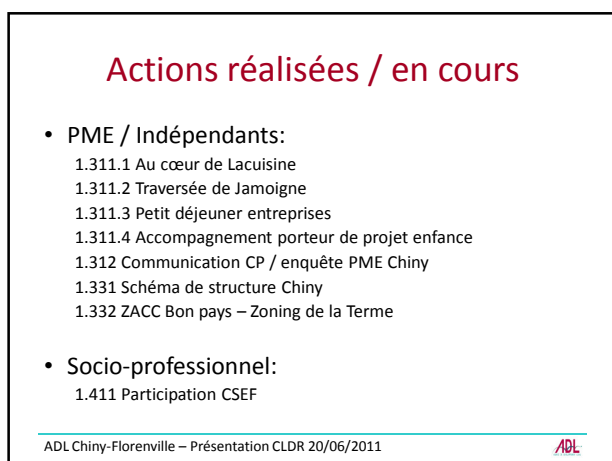 Actions réalisées / en cours
• PME / Indépendants:
1.311.1 Au cœur de Lacuisine
1.311.2 Traversée de Jamoigne
1.311.3 Petit déjeuner entreprises
1.311.4 Accompagnement porteur de projet enfance
1.312 Communication CP / enquête PME Chiny
1.331 Schéma de structure Chiny
1.332 ZACC Bon pays – Zoning de la Terme
• Socio-professionnel:
1.411 Participation CSEF
ADL Chiny-Florenville – Présentation CLDR 20/06/2011
ADL